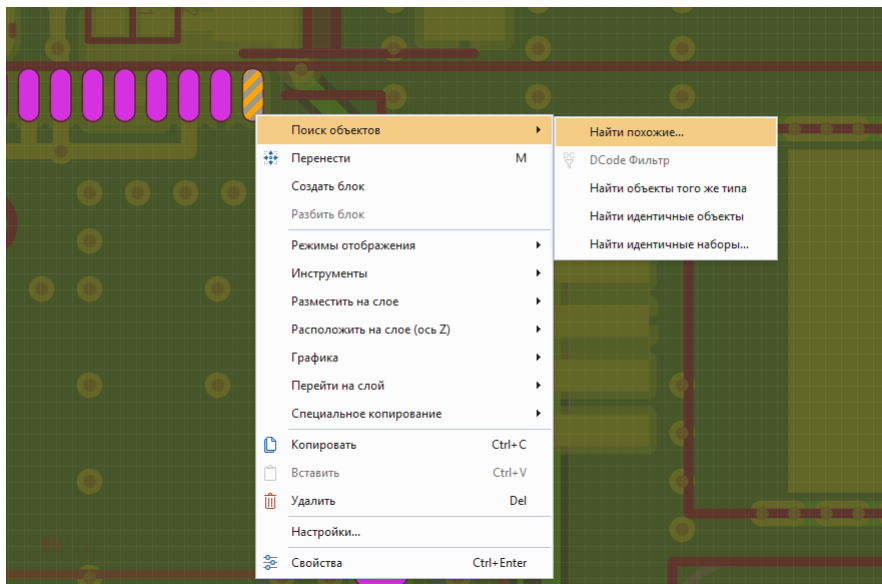 Поиск объектов
Найти похожие...
Перенести M
DCode Фильтр
Создать блок
Найти объекты того же типа
Разбить блок
Найти идентичные объекты
Режимы отображения
Найти идентичные наборы...
Инструменты
Разместить на слое
Расположить на слое (ось Z)
Графика
Перейти на слой
Специальное копирование
Копировать Ctrl+C
Вставить Ctrl+V
Удалить Del
Настройки...
Свойства Ctrl+Enter